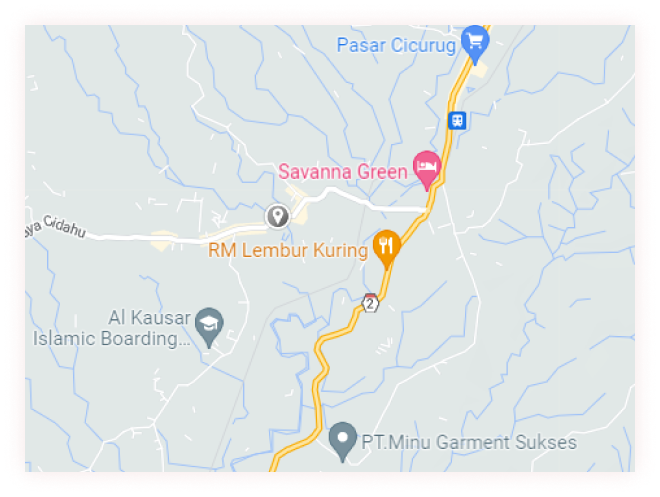 Pasar Cicurug
Savanna Green
aya Cidahu
RM Lembur Kuring
2
Al Kausar
Islamic Boarding...
PT.Minu Garment Sukses